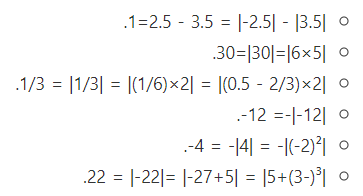 .1=2.5 - 3.5 = |-2.5| - |3.5| ○
.30=|30|=|6×5| ○
.1/3 = |1/3| = |(1/6)×2| = |(0.5 - 2/3)×2| ○
.-12 =-|-12| ○
.-4 = -|4| = -|(-2)²| ○
.22 = |-22|= |-27+5| = |5+(3-)³| ○